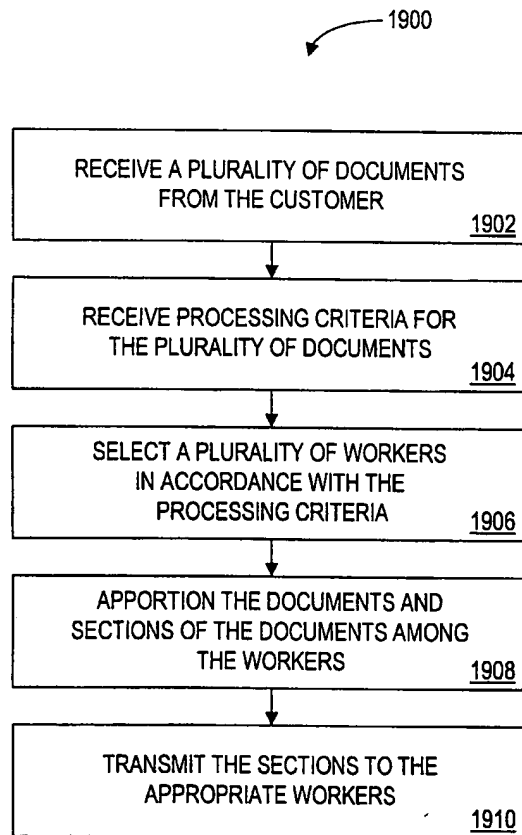 1900
RECEIVE A PLURALITY OF DOCUMENTS
FROM THE CUSTOMER
1902
RECEIVE PROCESSING CRITERIA FOR
THE PLURALITY OF DOCUMENTS
1904
SELECT A PLURALITY OF WORKERS
IN ACCORDANCE WITH THE
PROCESSING CRITERIA
1906
APPORTION THE DOCUMENTS AND
SECTIONS OF THE DOCUMENTS AMONG
THE WORKERS
1908
TRANSMIT THE SECTIONS TO THE
APPROPRIATE WORKERS
1910